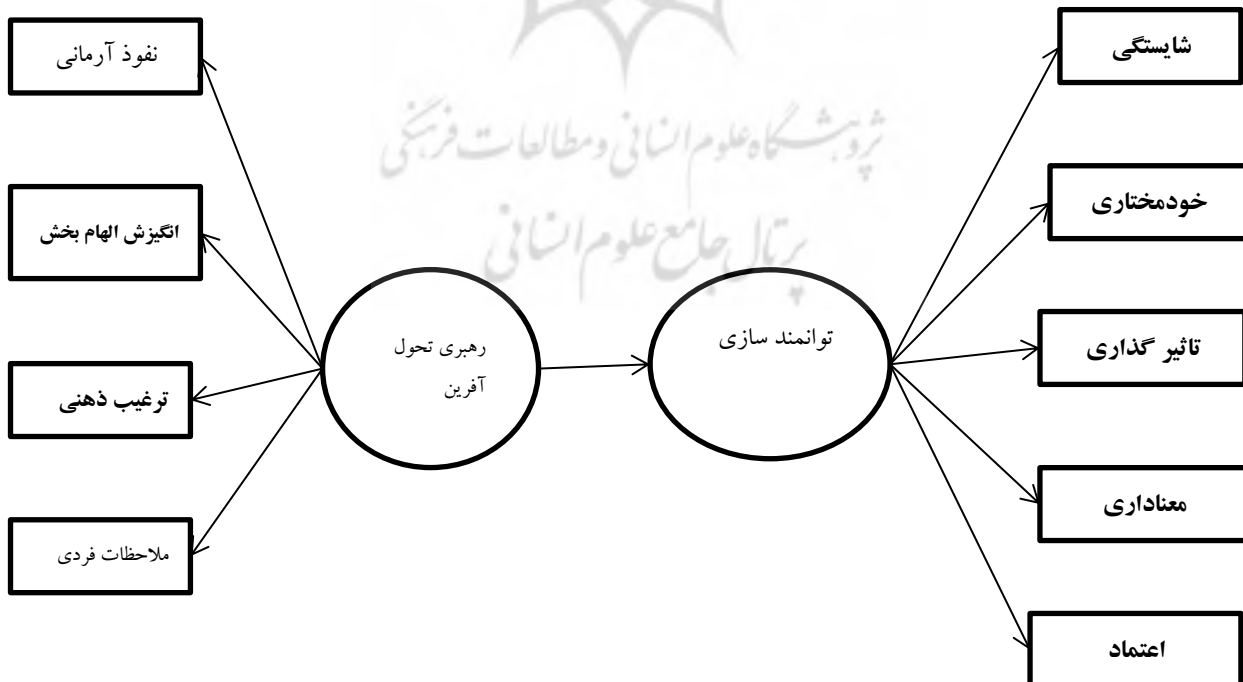 شایستگی
نفوذ آرمانی
پژوهشگاه علوم انسانی و مطالعات فرهنگی
خودمختاری
انگیزش الهام بخش
پرتال جامع علوم انسانی
توانمند سازی
رهبری تحول
آفرین
تاثیر گذاری
ترغیب ذهنی
معناداری
ملاحظات فردی
اعتماد